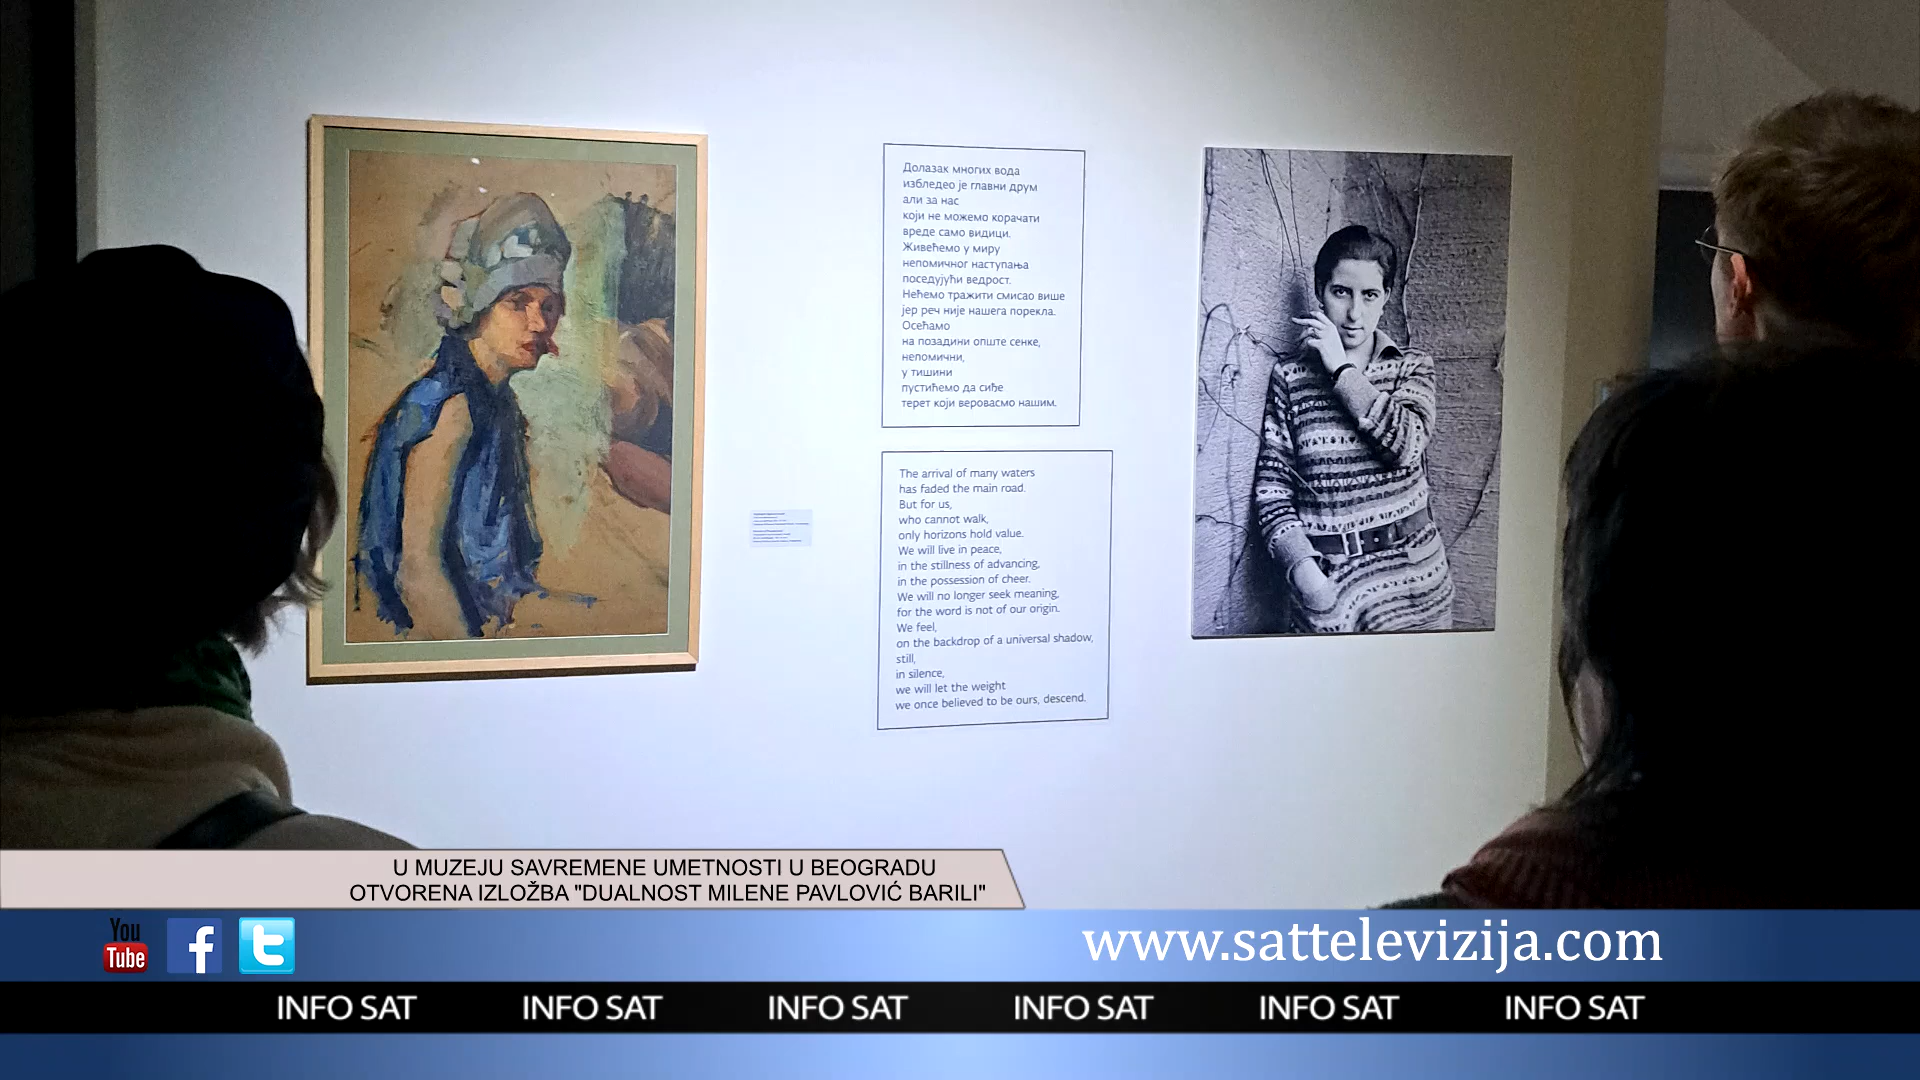 Долазак многих вода
избледео је главни друм
али за нас
који не можемо корачати
вреде само видици.
Живећемо у миру
непомичног наступања
поседујући ведрост.
Нећемо тражити смисао више
јер реч није нашега порекла.
Осећамо
на позадини опште сенке,
непомични,
у тишини
пустићемо да сиђе
терет који веровасмо нашим.
The arrival of many waters
has faded the main road.
But for us,
who cannot walk,
only horizons hold value.
We will live in peace,
in the stillness of advancing,
in the possession of cheer.
We will no longer seek meaning,
for the word is not of our origin.
We feel,
on the backdrop of a universal shadow,
still,
in silence,
we will let the weight
we once believed to be ours, descend.
U MUZEJU SAVREMENE UMETNOSTI U BEOGRADU
OTVORENA IZLOŽBA "DUALNOST MILENE PAVLOVIĆ BARILI"
You
Tube
www.sattelevizija.com
INFO SAT INFO SAT INFO SAT INFO SAT INFO SAT INFO SAT